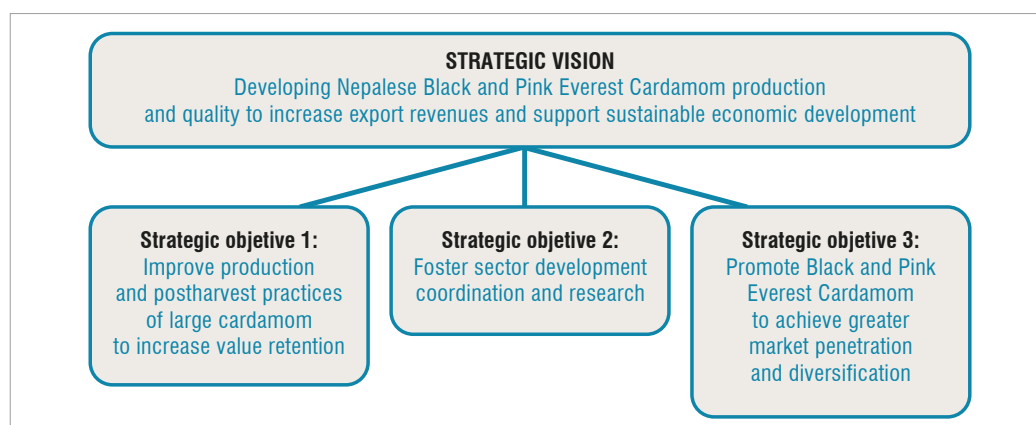 STRATEGIC VISION
Developing Nepalese Black and Pink Everest Cardamom production
and quality to increase export revenues and support sustainable economic development
Strategic objetive 1:
Improve production
and postharvest practices
of large cardamom
to increase value retention
Strategic objetive 2:
Foster sector development
coordination and research
Strategic objetive 3:
Promote Black and Pink
Everest Cardamom
to achieve greater
market penetration
and diversification